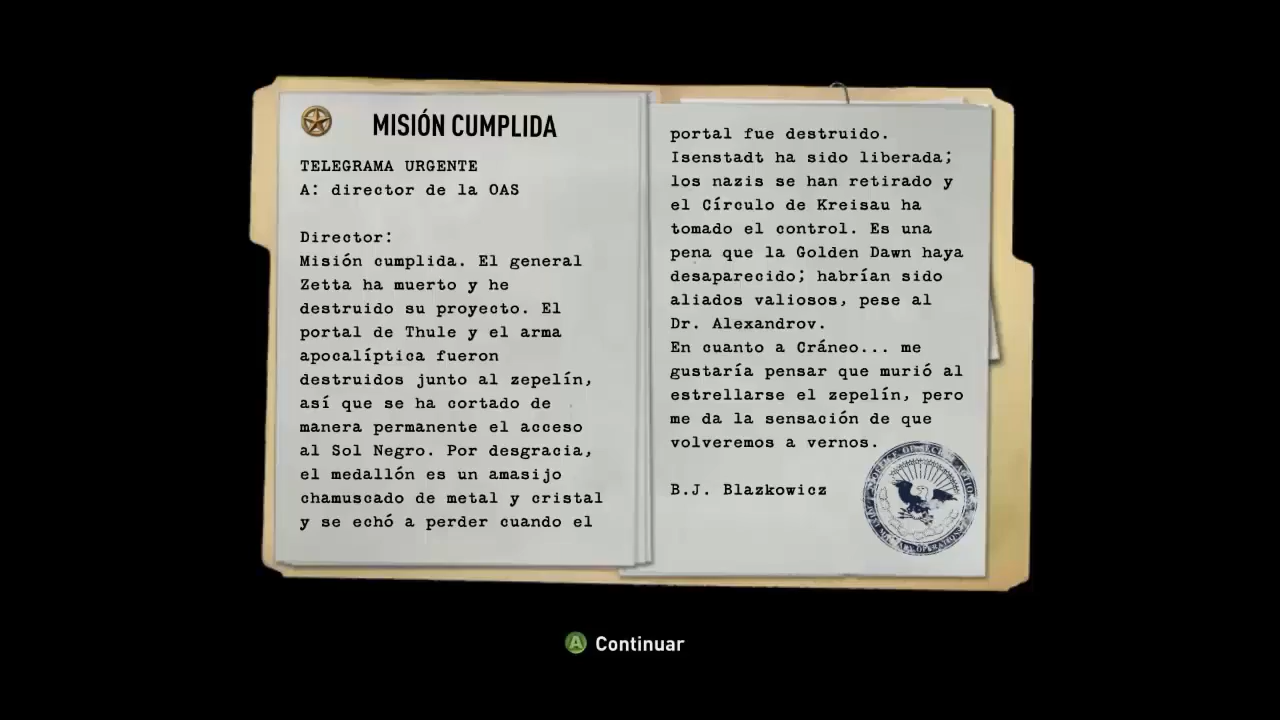 MISIÓN CUMPLIDA
TELEGRAMA URGENTE
A: director de la OAS
Director:
Misión cumplida. El general
Zetta ha muerto y he
destruido su proyecto. El
portal de Thule y el arma
apocalíptica fueron
destruidos junto al zepelín,
así que se ha cortado de
manera permanente el acceso
al Sol Negro. Por desgracia,
el medallón es un amasijo
chamuscado de metal y cristal
y se echó a perder cuando el
portal fue destruido.
Isenstadt ha sido liberada;
los nazis se han retirado y
el Círculo de Kreisau ha
tomado el control. Es una
pena que la Golden Dawn haya
desaparecido; habrían sido
aliados valiosos, pese al
Dr. Alexandrov.
En cuanto a Cráneo... me
gustaría pensar que murió al
estrellarse el zepelín, pero
me da la sensación de que
volveremos a vernos.
B.J. Blazkowicz
OFFICE OF SECRET ACTIONS
A Continuar